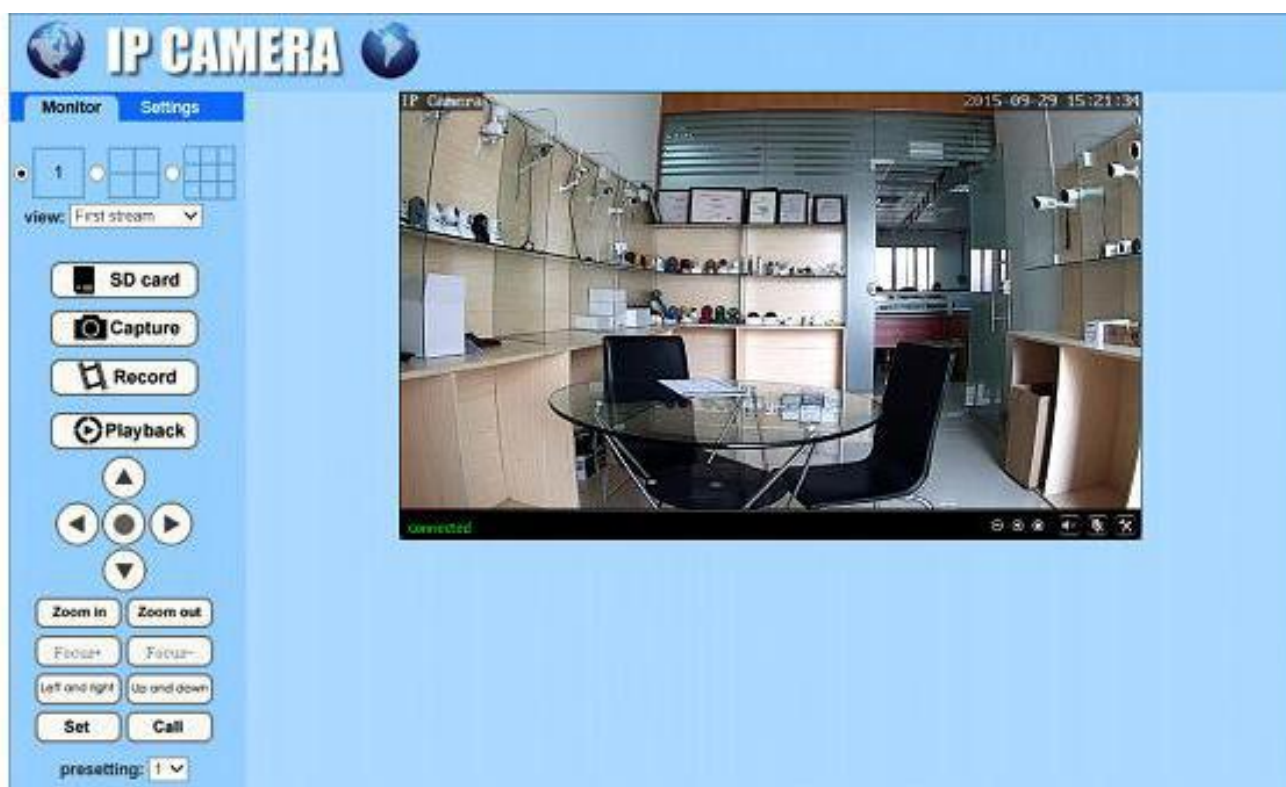 IP CAMERA
Monitor Settings
IP Camera 2015-09-29 15:21:34
1
view: First stream
SD card
Capture
Record
Playback
connected
Zoom in Zoom out
Focus+ Focus-
Left and right Up and down
Set Call
presetting: 1